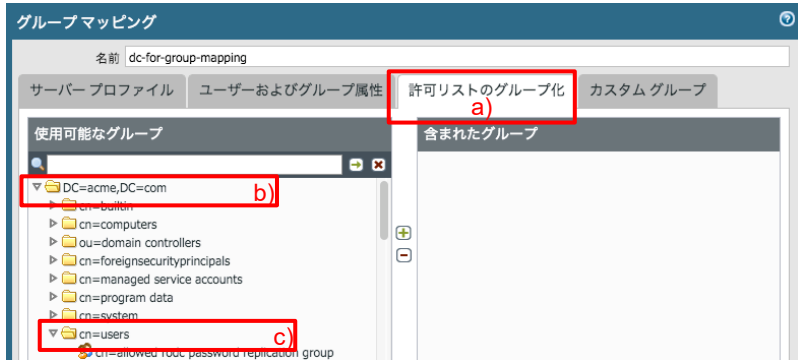 グループ マッピング
名前 dc-for-group-mapping
サーバー プロファイル ユーザーおよびグループ属性 許可リストのグループ化 カスタム グループ
a)
使用可能なグループ 含まれたグループ
DC=acme,DC=com
b)
cn=builtin
cn=computers
ou=domain controllers
cn=foreignsecurityprincipals
cn=managed service accounts
cn=program data
cn=system
cn=users
c)
cn=allowed rodc password replication group